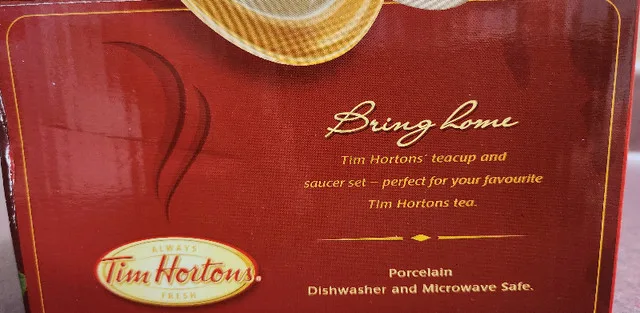 Bring home
Tim Hortons' teacup and
saucer set – perfect for your favourite
Tim Hortons tea.
Porcelain
Dishwasher and Microwave Safe.
ALWAYS
Tim Hortons.
FRESH